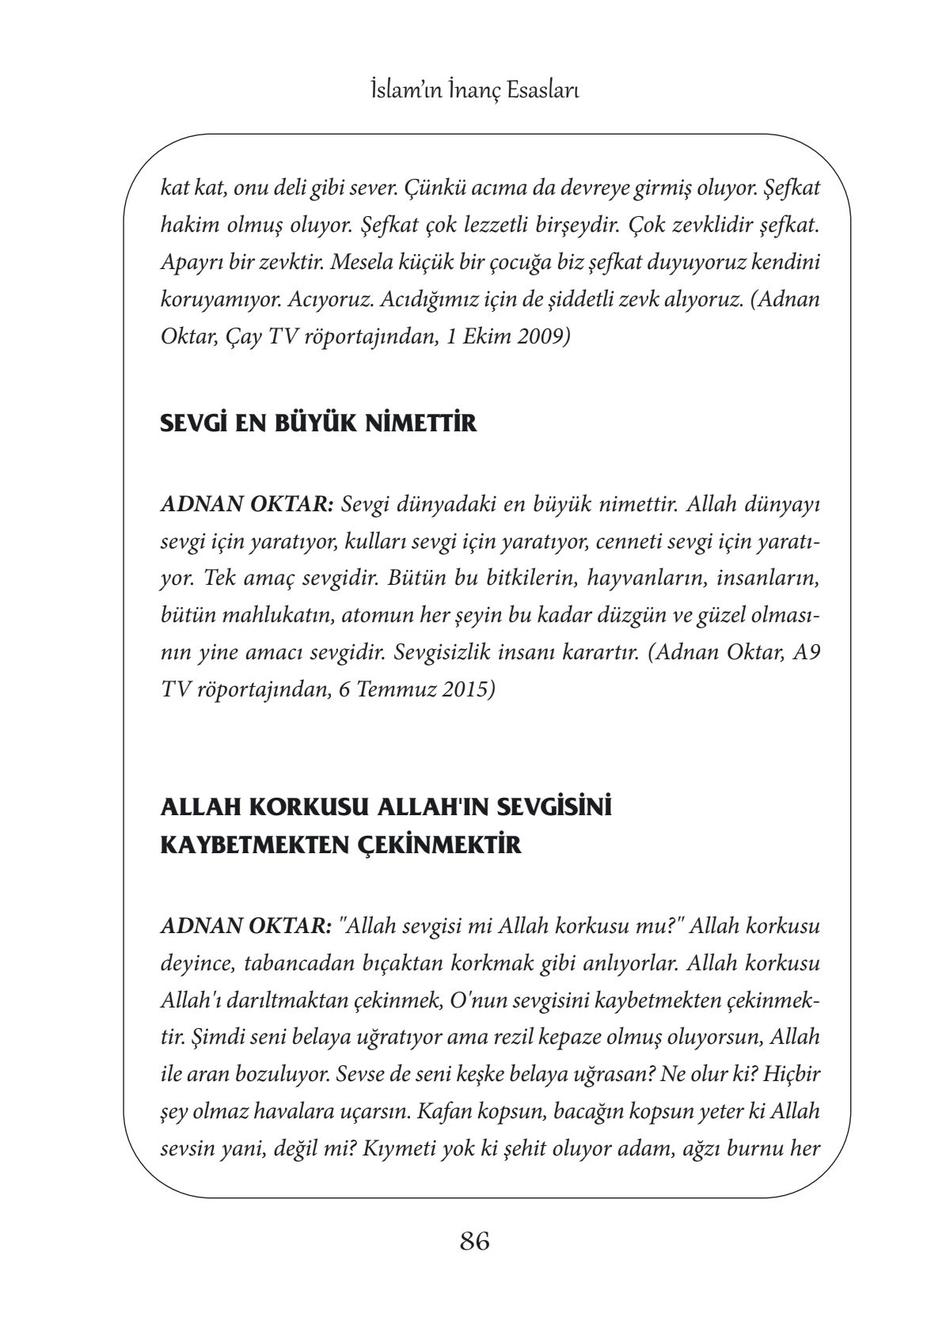 İslam’ın İnanç Esasları
kat kat, onu deli gibi sever. Çünkü acıma da devreye girmiş oluyor. Şefkat
hakim olmuş oluyor. Şefkat çok lezzetli birşeydir. Çok zevklidir şefkat.
Apayrı bir zevktir. Mesela küçük bir çocuğa biz şefkat duyuyoruz kendini
koruyamıyor. Acıyoruz. Acıdığımız için de şiddetli zevk alıyoruz. (Adnan
Oktar, Çay TV röportajından, 1 Ekim 2009)
SEVGİ EN BÜYÜK NİMETTİR
ADNAN OKTAR: Sevgi dünyadaki en büyük nimettir. Allah dünyayı
sevgi için yaratıyor, kulları sevgi için yaratıyor, cenneti sevgi için yaratı-
yor. Tek amaç sevgidir. Bütün bu bitkilerin, hayvanların, insanların,
bütün mahlukatın, atomun her şeyin bu kadar düzgün ve güzel olması-
nın yine amacı sevgidir. Sevgisizlik insanı karartır. (Adnan Oktar, A9
TV röportajından, 6 Temmuz 2015)
ALLAH KORKUSU ALLAH'IN SEVGİSİNİ
KAYBETMEKTEN ÇEKİNMEKTİR
ADNAN OKTAR: "Allah sevgisi mi Allah korkusu mu?" Allah korkusu
deyince, tabancadan bıçaktan korkmak gibi anlıyorlar. Allah korkusu
Allah'ı darıltmaktan çekinmek, O'nun sevgisini kaybetmekten çekinmek-
tir. Şimdi seni belaya uğratıyor ama rezil kepaze olmuş oluyorsun, Allah
ile aran bozuluyor. Sevse de seni keşke belaya uğrasan? Ne olur ki? Hiçbir
şey olmaz havalara uçarsın. Kafan kopsun, bacağın kopsun yeter ki Allah
sevsin yani, değil mi? Kıymeti yok ki şehit oluyor adam, ağzı burnu her
86